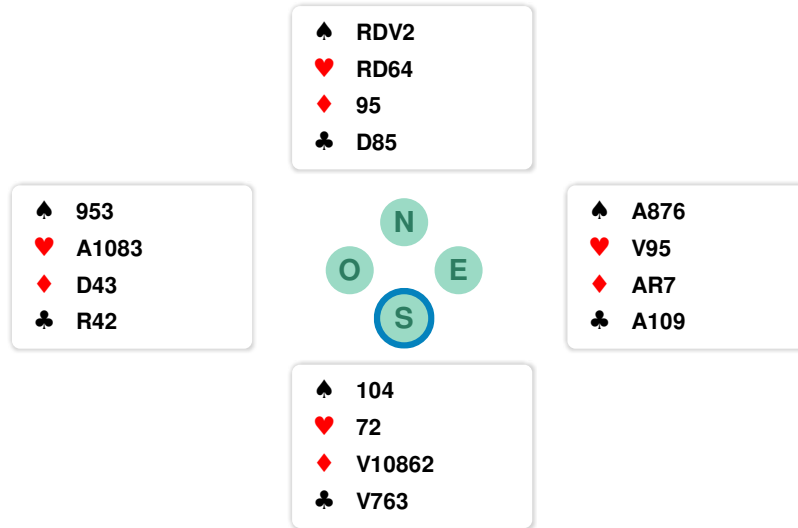 ♠ RDV2
♥ RD64
♦ 95
♣ D85
♠ 953
♥ A1083
♦ D43
♣ R42
N
O E
S
♠ A876
♥ V95
♦ AR7
♣ A109
♠ 104
♥ 72
♦ V10862
♣ V763